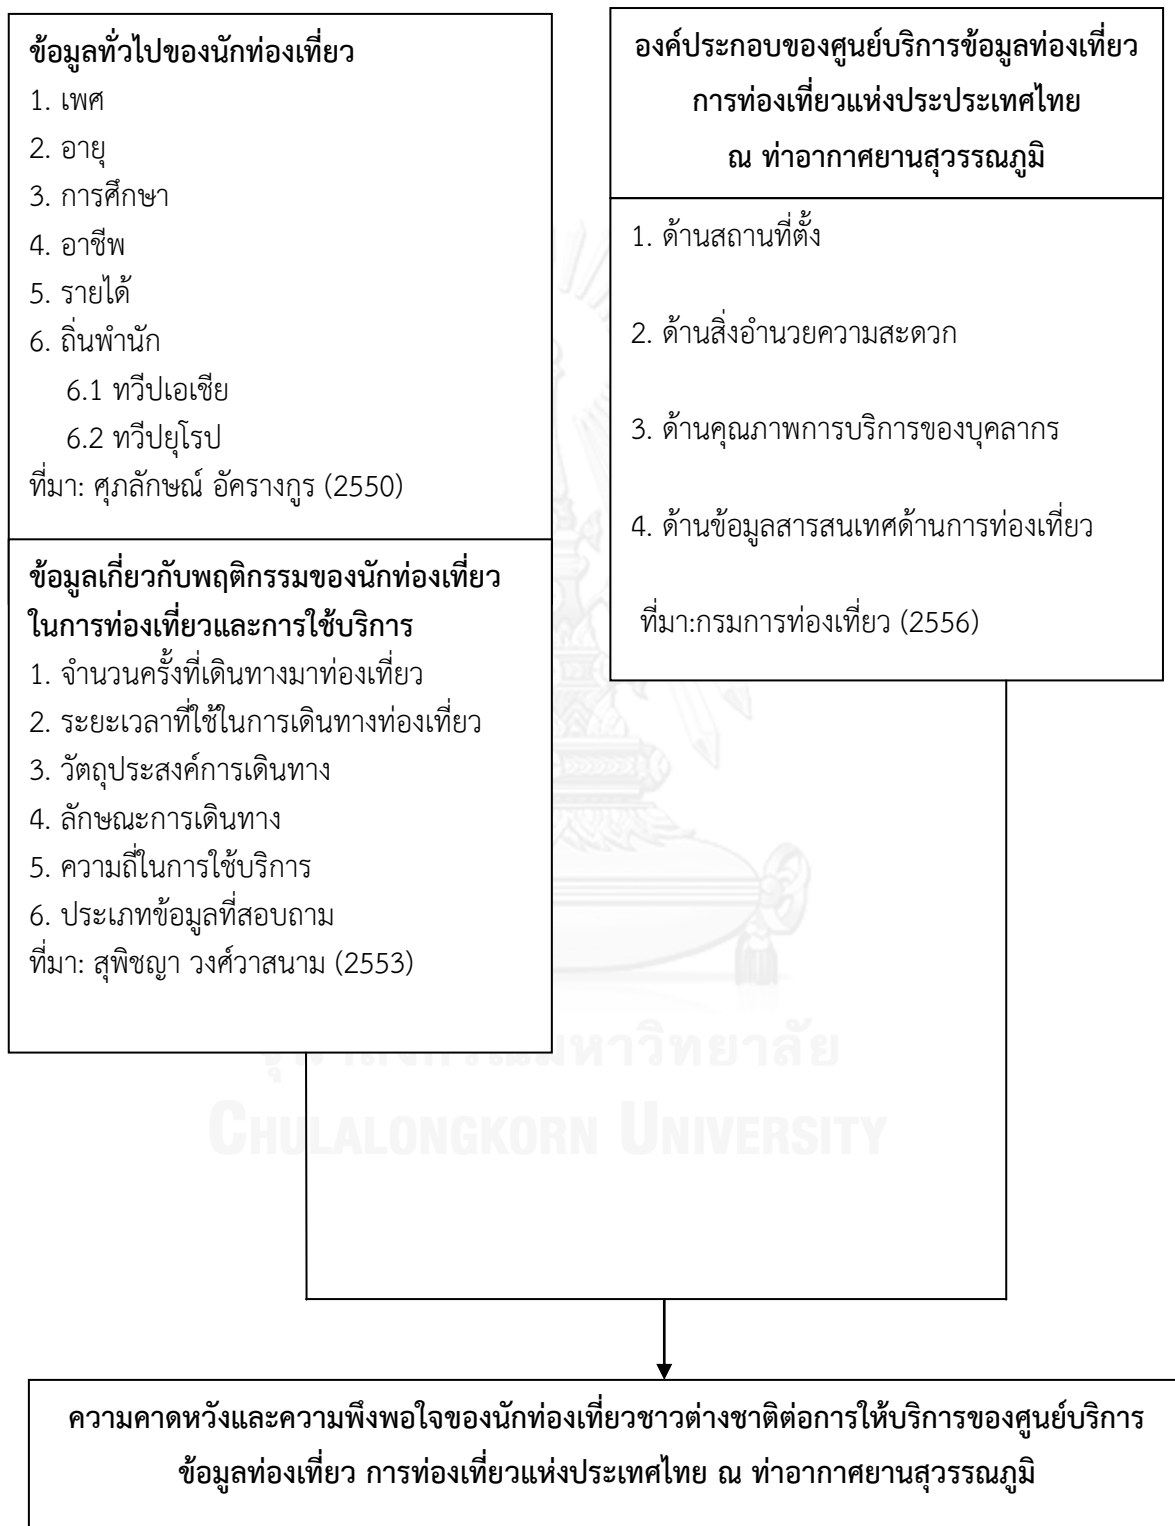 ข้อมูลทั่วไปของนักท่องเที่ยว
1. เพศ
2. อายุ
3. การศึกษา
4. อาชีพ
5. รายได้
6. ถิ่นพำนัก
6.1 ทวีปเอเชีย
6.2 ทวีปยุโรป
ที่มา: ศุภลักษณ์ อัครางกูร (2550)
ข้อมูลเกี่ยวกับพฤติกรรมของนักท่องเที่ยว
ในการท่องเที่ยวและการใช้บริการ
1. จำนวนครั้งที่เดินทางมาท่องเที่ยว
2. ระยะเวลาที่ใช้ในการเดินทางท่องเที่ยว
3. วัตถุประสงค์การเดินทาง
4. ลักษณะการเดินทาง
5. ความถี่ในการใช้บริการ
6. ประเภทข้อมูลที่สอบถาม
ที่มา: สุพิชญา วงศ์วาสนาม (2553)
องค์ประกอบของศูนย์บริการข้อมูลท่องเที่ยว
การท่องเที่ยวแห่งประประเทศไทย
ณ ท่าอากาศยานสุวรรณภูมิ
1. ด้านสถานที่ตั้ง
2. ด้านสิ่งอำนวยความสะดวก
3. ด้านคุณภาพการบริการของบุคลากร
4. ด้านข้อมูลสารสนเทศด้านการท่องเที่ยว
ที่มา:กรมการท่องเที่ยว (2556)
จุฬาลงกรณ์มหาวิทยาลัย
CHULALONGKORN UNIVERSITY
ความคาดหวังและความพึงพอใจของนักท่องเที่ยวชาวต่างชาติต่อการให้บริการของศูนย์บริการ
ข้อมูลท่องเที่ยว การท่องเที่ยวแห่งประเทศไทย ณ ท่าอากาศยานสุวรรณภูมิ